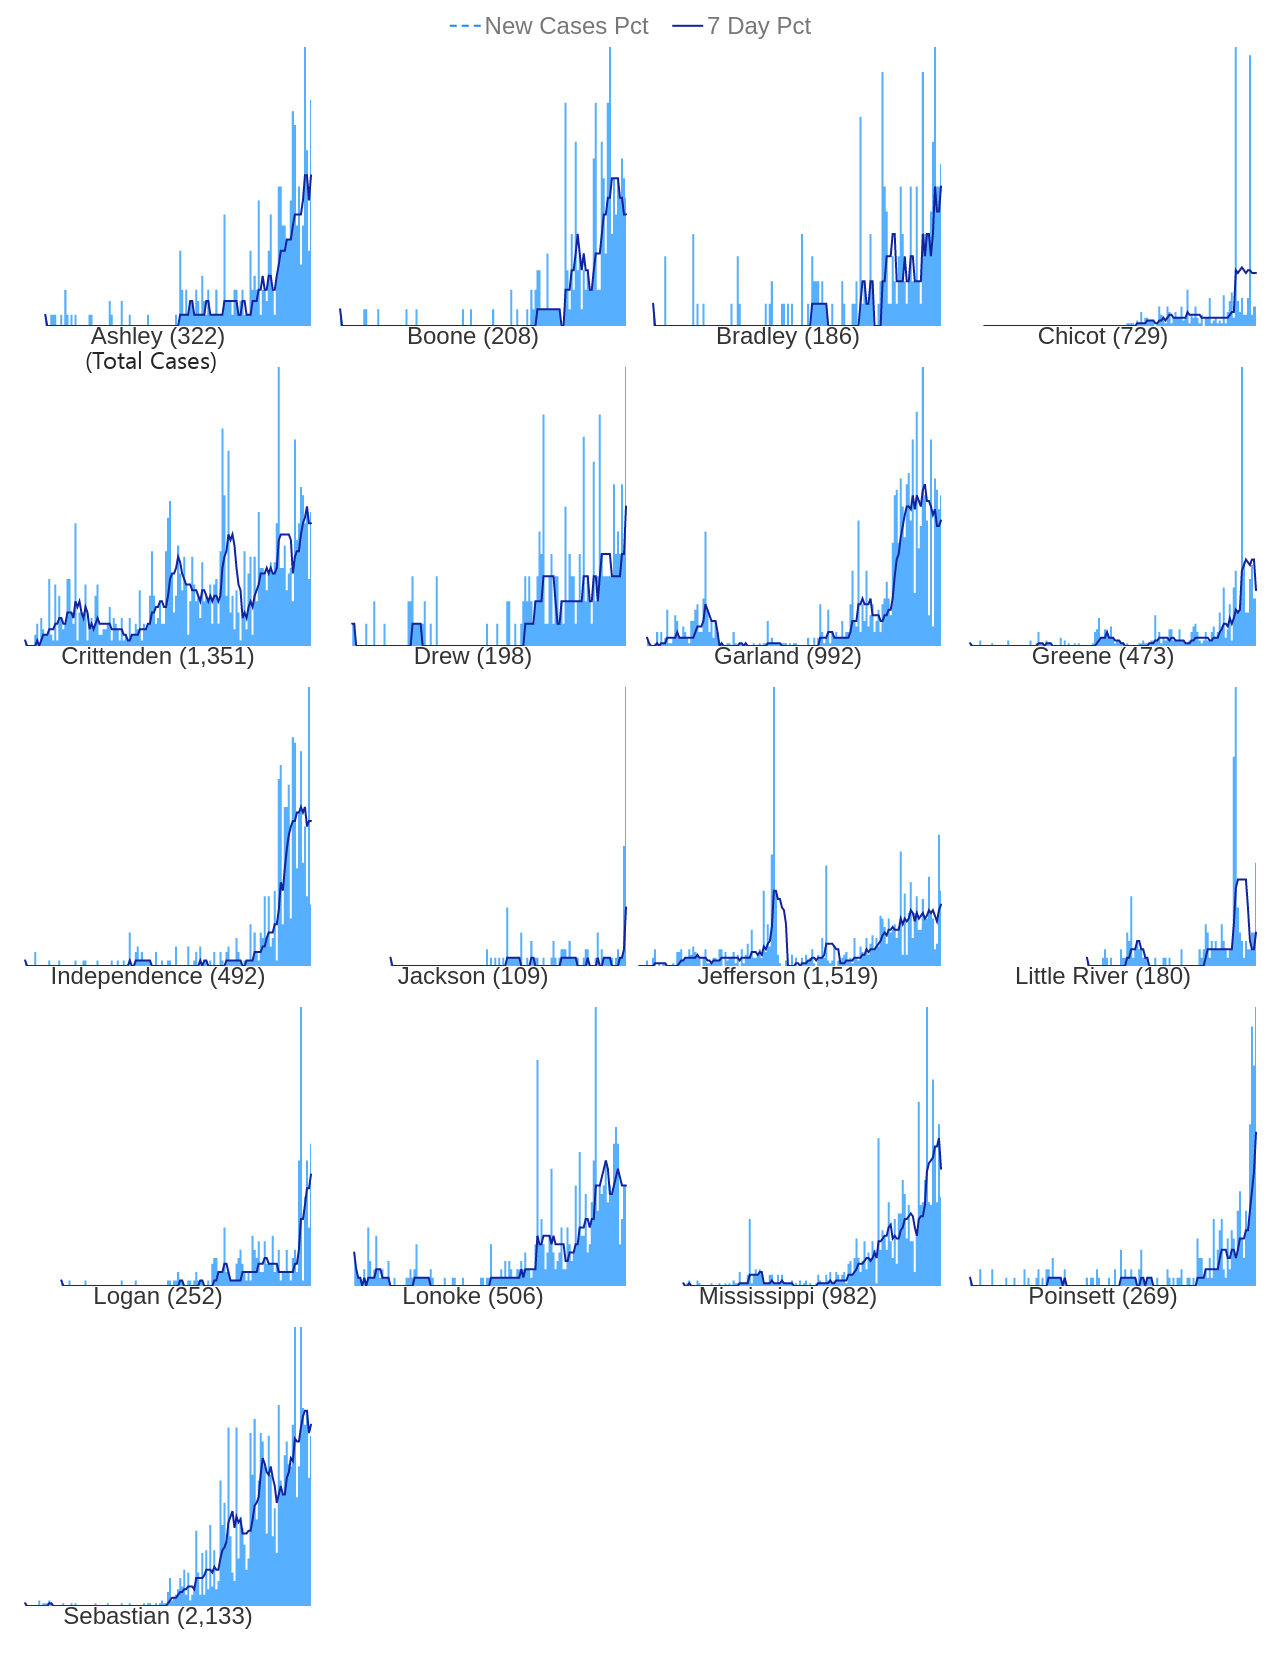 New Cases Pct 7 Day Pct
Ashley (322) Boone (208) Bradley (186) Chicot (729)
(Total Cases)
Crittenden (1,351) Drew (198) Garland (992) Greene (473)
Independence (492) Jackson (109) Jefferson (1,519) Little River (180)
Logan (252) Lonoke (506) Mississippi (982) Poinsett (269)
Sebastian (2,133)